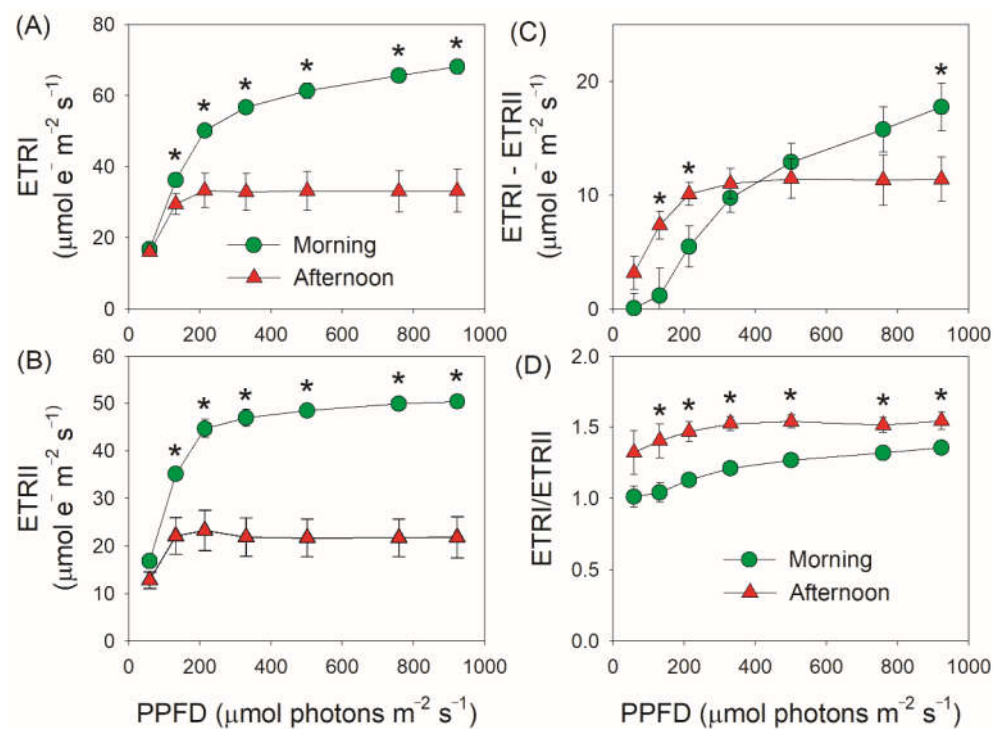 (A)
ETRI
(μmol e⁻ m⁻² s⁻¹)
80
60
40
20
0
* * * * * *
Morning
Afternoon
0 200 400 600 800 1000
(B)
ETRII
(μmol e⁻ m⁻² s⁻¹)
60
50
40
30
20
10
0
* * * * * *
0 200 400 600 800 1000
PPFD (μmol photons m⁻² s⁻¹)
(C)
ETRI - ETRII
(μmol e⁻ m⁻² s⁻¹)
20
10
0
* * *
0 200 400 600 800 1000
(D)
ETRI/ETRII
2.0
1.5
1.0
0.5
0.0
* * * * * *
Morning
Afternoon
0 200 400 600 800 1000
PPFD (μmol photons m⁻² s⁻¹)